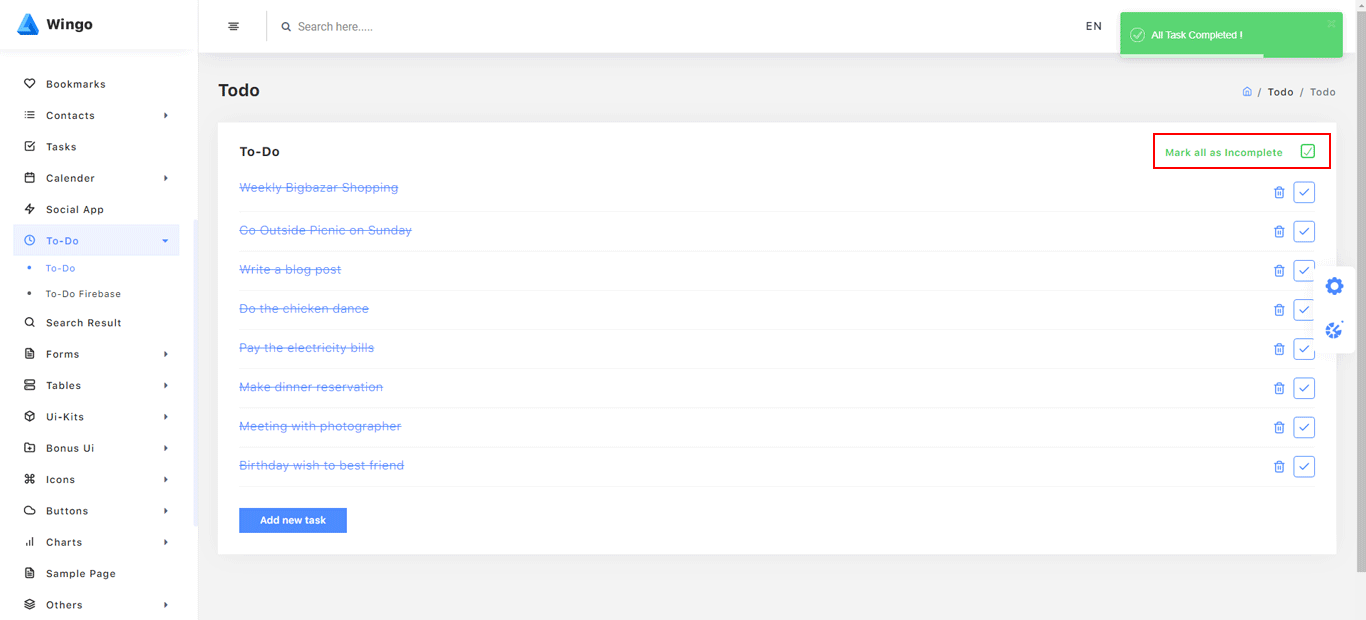 Wingo
Search here.....
EN
All Task Completed !
Bookmarks
Contacts
Tasks
Calender
Social App
To-Do
To-Do
To-Do Firebase
Search Result
Forms
Tables
Ui-Kits
Bonus Ui
Icons
Buttons
Charts
Sample Page
Others
Todo
/ Todo / Todo
To-Do
Mark all as Incomplete
Weekly Bigbazar Shopping
Go Outside Picnic on Sunday
Write a blog post
Do the chicken dance
Pay the electricity bills
Make dinner reservation
Meeting with photographer
Birthday wish to best friend
Add new task